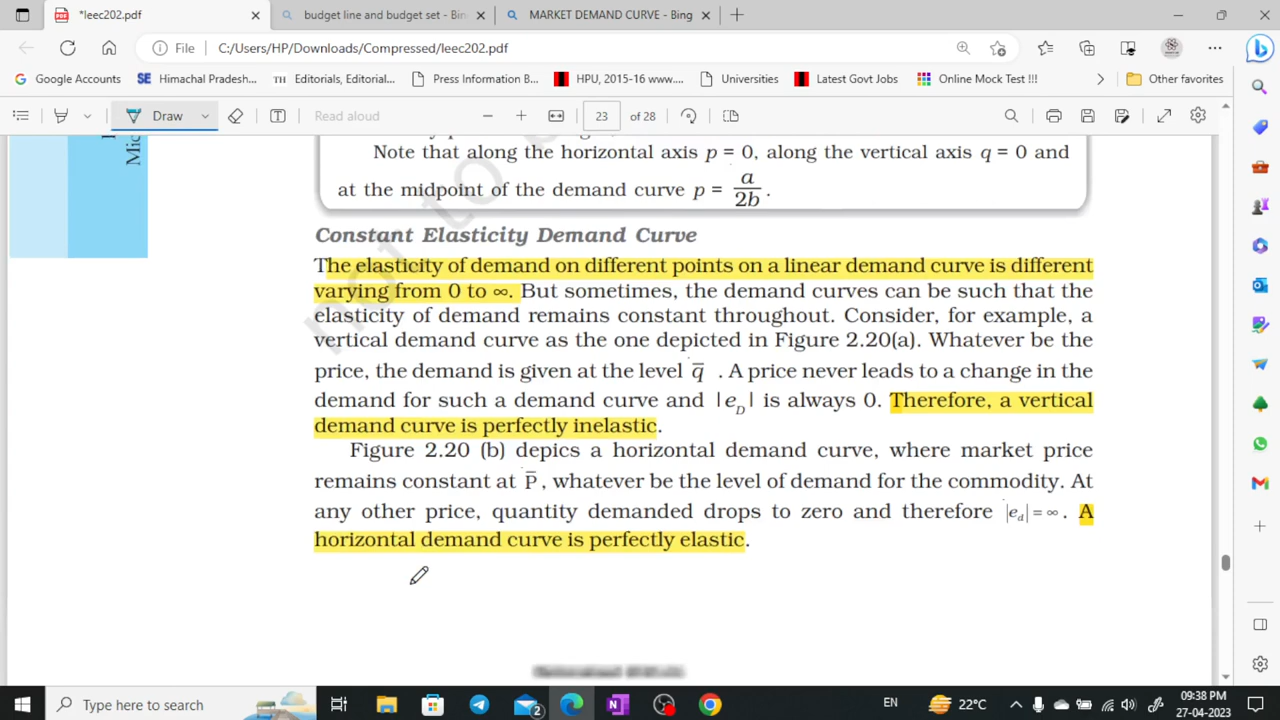 *leec202.pdf
budget line and budget set - Bin
MARKET DEMAND CURVE - Bing
File
C:/Users/HP/Downloads/Compressed/leec202.pdf
Google Accounts
SE Himachal Pradesh...
TH Editorials, Editorial...
Press Information B...
HPU, 2015-16 www....
Universities
Latest Govt Jobs
Online Mock Test !!!
Other favorites
Draw
Read aloud
23 of 28
Note that along the horizontal axis p = 0, along the vertical axis q = 0 and
at the midpoint of the demand curve p = a/2b.
Constant Elasticity Demand Curve
The elasticity of demand on different points on a linear demand curve is different
varying from 0 to ∞. But sometimes, the demand curves can be such that the
elasticity of demand remains constant throughout. Consider, for example, a
vertical demand curve as the one depicted in Figure 2.20(a). Whatever be the
price, the demand is given at the level q̅ . A price never leads to a change in the
demand for such a demand curve and |e_D| is always 0. Therefore, a vertical
demand curve is perfectly inelastic.
Figure 2.20 (b) depics a horizontal demand curve, where market price
remains constant at P̅, whatever be the level of demand for the commodity. At
any other price, quantity demanded drops to zero and therefore |e_d| = ∞. A
horizontal demand curve is perfectly elastic.
Type here to search
2
EN
22°C
09:38 PM
27-04-2023